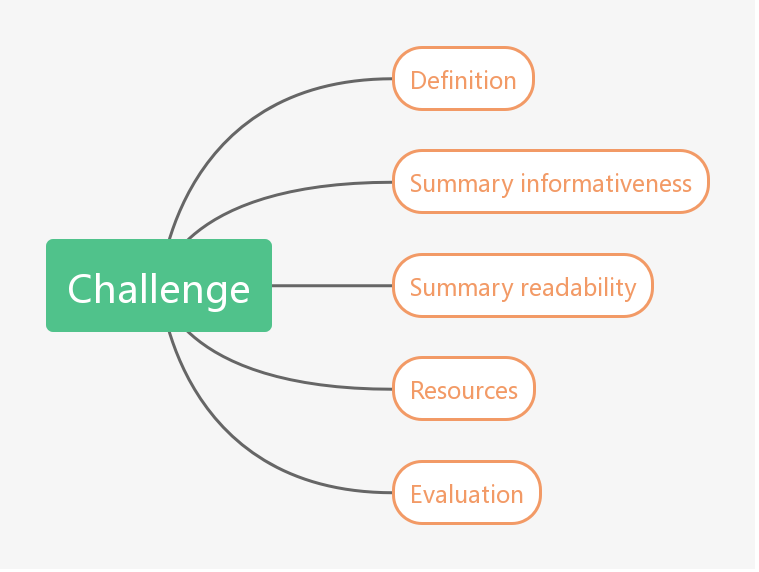 Definition
Summary informativeness
Challenge
Summary readability
Resources
Evaluation